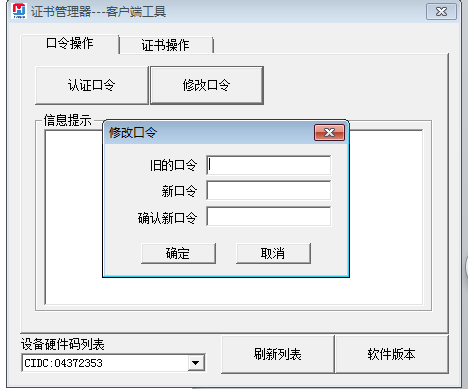 证书管理器---客户端工具
口令操作
证书操作
认证口令
修改口令
信息提示
修改口令
旧的口令
新口令
确认新口令
确定
取消
设备硬件码列表
CIDC:04372353
刷新列表
软件版本